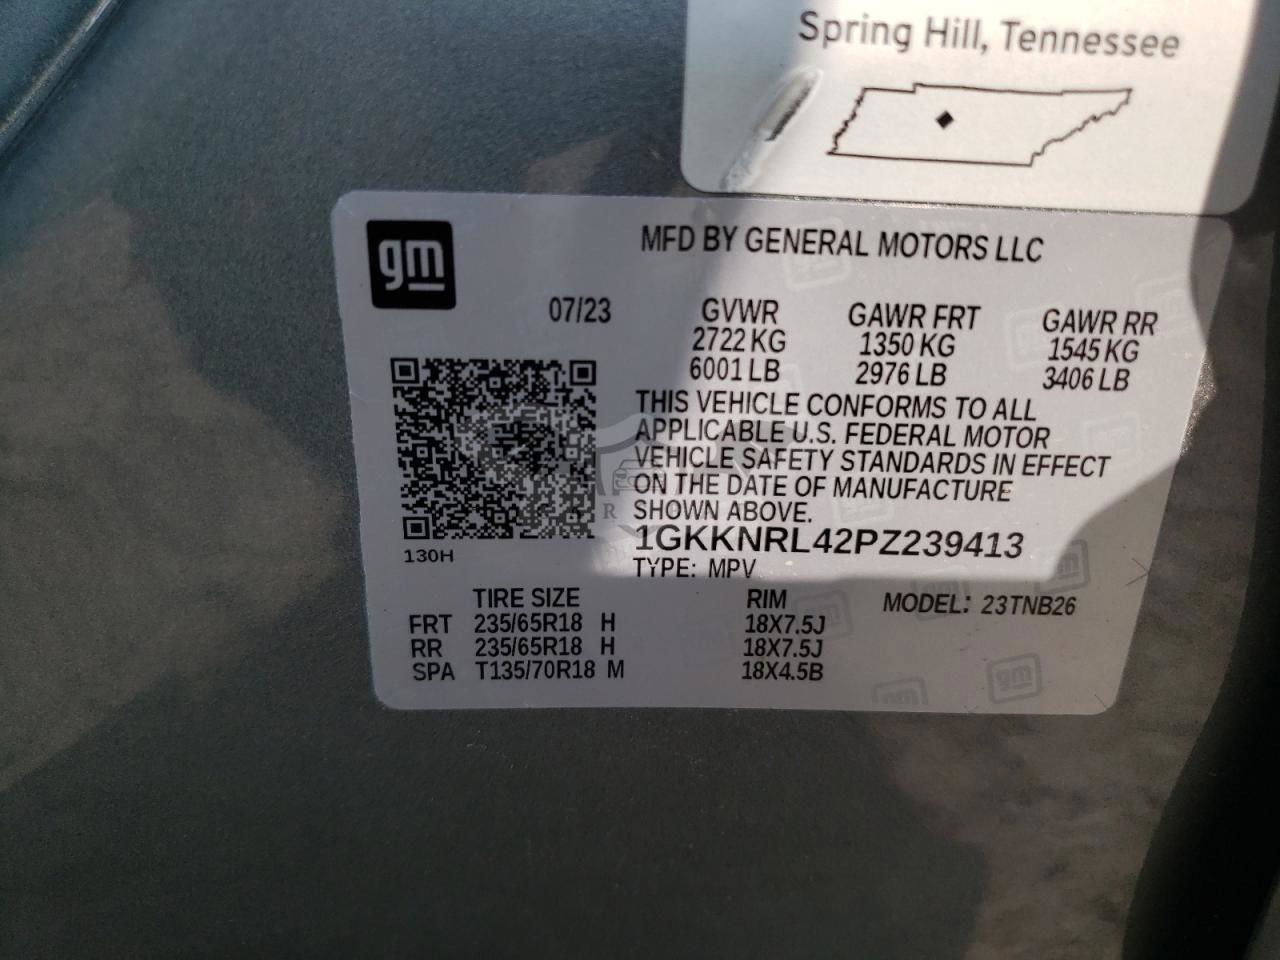 Spring Hill, Tennessee
gm
MFD BY GENERAL MOTORS LLC
07/23 GVWR GAWR FRT GAWR RR
2722 KG 1350 KG 1545 KG
6001 LB 2976 LB 3406 LB
THIS VEHICLE CONFORMS TO ALL
APPLICABLE U.S. FEDERAL MOTOR
VEHICLE SAFETY STANDARDS IN EFFECT
ON THE DATE OF MANUFACTURE
SHOWN ABOVE.
1GKKNRL42PZ239413
130H
TYPE: MPV
TIRE SIZE RIM MODEL: 23TNB26
FRT 235/65R18 H 18X7.5J
RR 235/65R18 H 18X7.5J
SPA T135/70R18 M 18X4.5B
gm